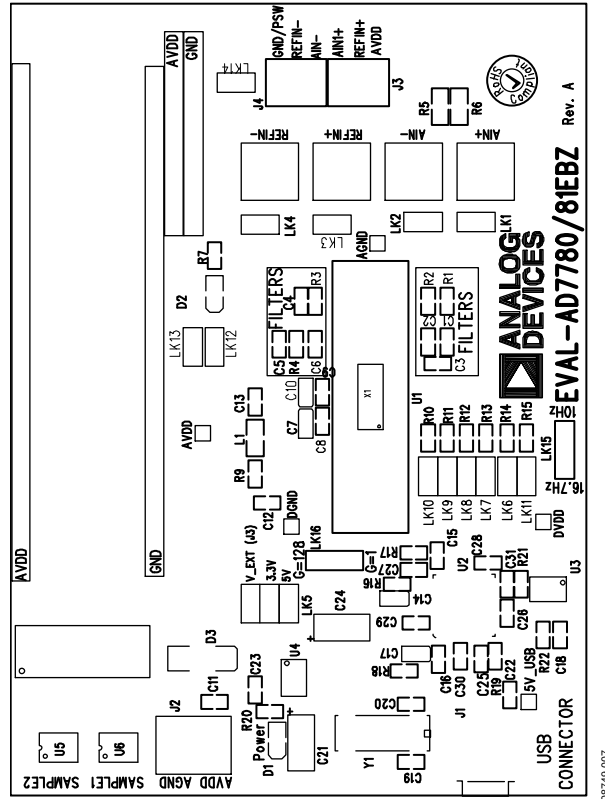 AVDD
GND
LK14
J4
GND/PSW
REFIN-
AIN-
AIN1+
REFIN+
AVDD
J3
R5
R6
RoHS Compliant
REFIN-
REFIN+
AIN-
AIN+
LK4
LK3
LK2
LK1
AGND
R7
D2
LK13
LK12
FILTERS
C4
R3
C5
R4
C6
R2
R1
C2
C1
C3
FILTERS
ANALOG
DEVICES
EVAL-AD7780/81EBZ
Rev. A
C9
C10
C7
C8
X1
U1
C13
L1
R9
C12
AVDD
DGND
R10
R11
R12
R13
R14
R15
LK10
LK9
LK8
LK7
LK6
LK11
LK15
10Hz
16.7Hz
DVDD
AVDD
GND
V_EXT (J3)
3.3V
5V
LK5
G=128
LK16
G=1
R17
C27
R16
C14
C15
U2
C28
C31
R21
C26
U3
C24
C29
D3
U4
C17
R18
C16
C30
C25
R19
C22
R22
C18
5V_USB
J2
C11
C23
R20
Power
D1
C21
C20
Y1
C19
J1
USB
CONNECTOR
U5
U6
SAMPLE2
SAMPLE1
AVDD AGND AVDD
08749-007